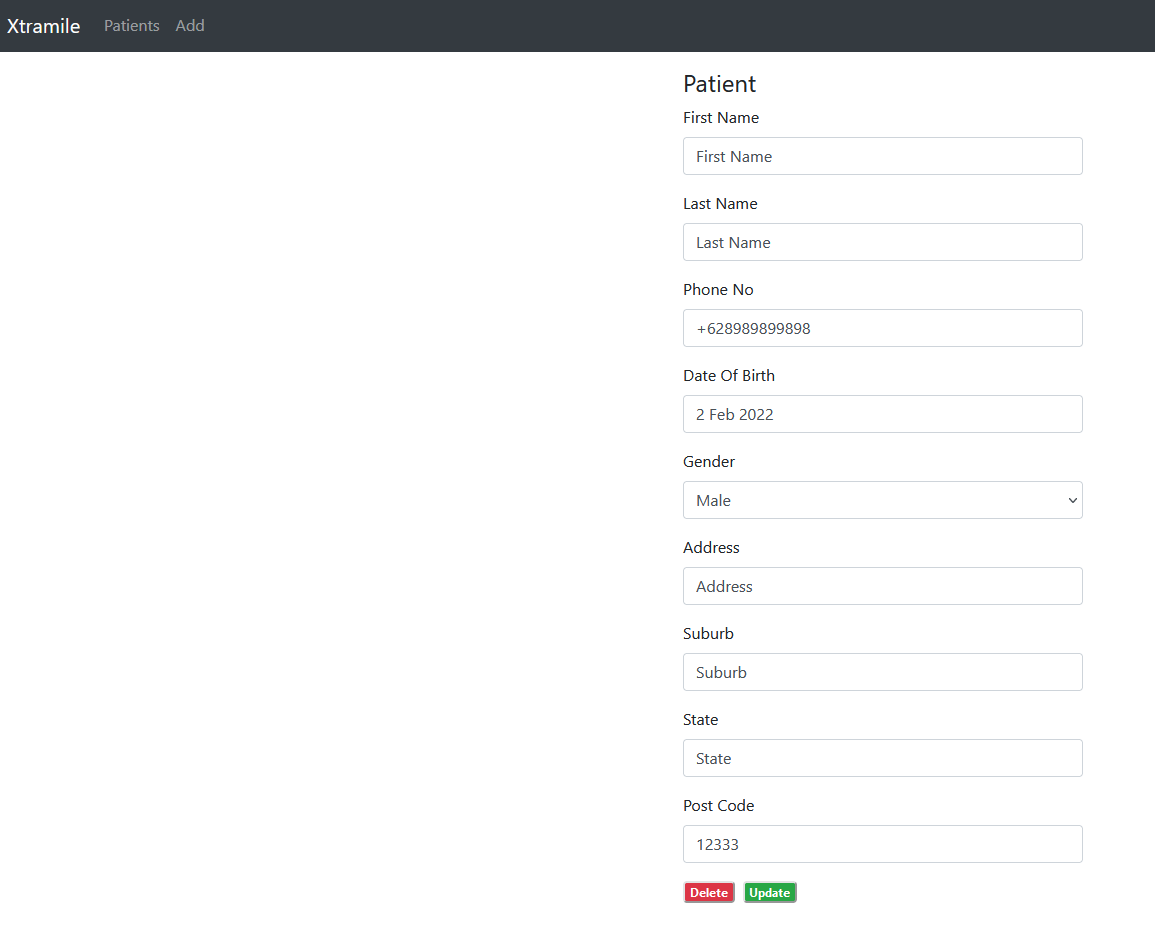 Xtramile Patients Add
Patient
First Name
First Name
Last Name
Last Name
Phone No
+628989899898
Date Of Birth
2 Feb 2022
Gender
Male
Address
Address
Suburb
Suburb
State
State
Post Code
12333
Delete Update